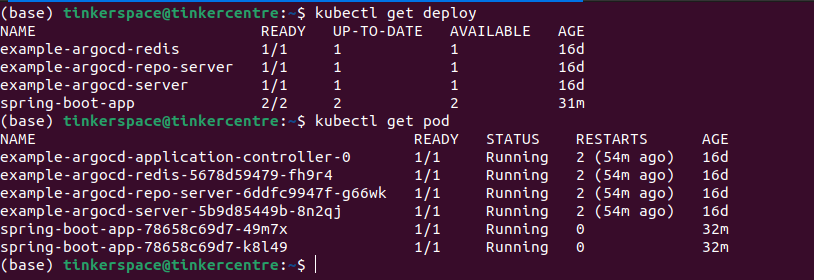 (base) tinkerspace@tinkercentre:~$ kubectl get deploy
NAME READY UP-TO-DATE AVAILABLE AGE
example-argocd-redis 1/1 1 1 16d
example-argocd-repo-server 1/1 1 1 16d
example-argocd-server 1/1 1 1 16d
spring-boot-app 2/2 2 2 31m
(base) tinkerspace@tinkercentre:~$ kubectl get pod
NAME READY STATUS RESTARTS AGE
example-argocd-application-controller-0 1/1 Running 2 (54m ago) 16d
example-argocd-redis-5678d59479-fh9r4 1/1 Running 2 (54m ago) 16d
example-argocd-repo-server-6ddfc9947f-g66wk 1/1 Running 2 (54m ago) 16d
example-argocd-server-5b9d85449b-8n2qj 1/1 Running 2 (54m ago) 16d
spring-boot-app-78658c69d7-49m7x 1/1 Running 0 32m
spring-boot-app-78658c69d7-k8l49 1/1 Running 0 32m
(base) tinkerspace@tinkercentre:~$